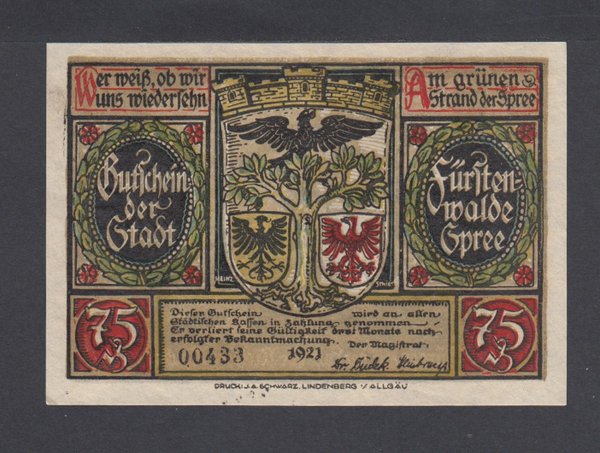 Wer weiß, ob wir
uns wiedersehn
Am grünen
Strand der Spree
Gutschein
der
Stadt
Fürsten-
walde
Spree
HEINZ
SCHIE
75
75
Dieser Gutschein wird an allen
Städtischen Kassen in Zahlung genommen
Er verliert seine Gültigkeit drei Monate nach
erfolgter Bekanntmachung. Der Magistrat
00433 1921
DRUCK: J.A. SCHWARZ, LINDENBERG i/ALLGÄU